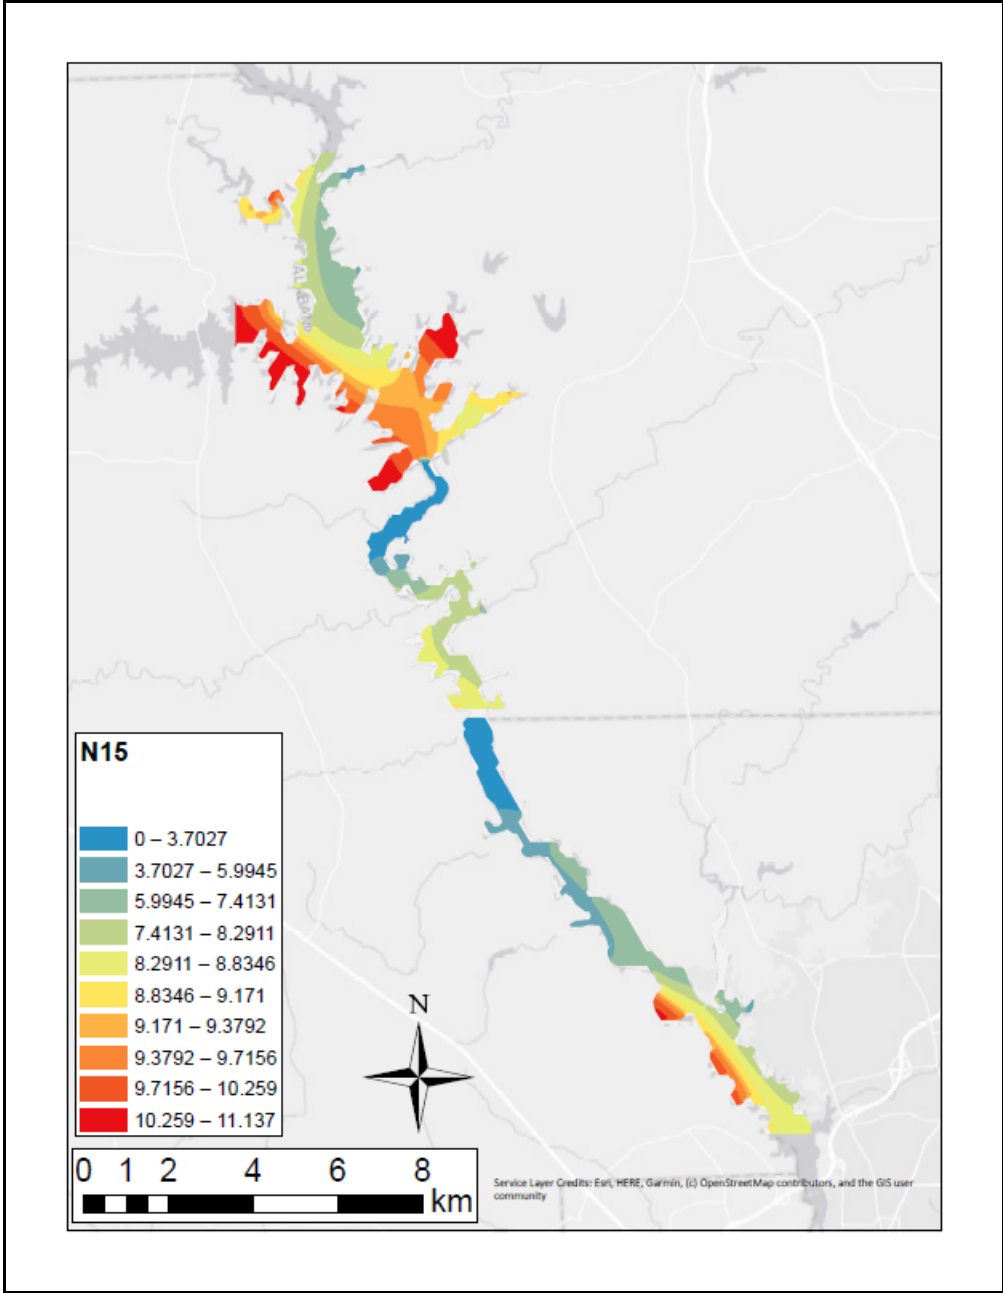 N15
0 – 3.7027
3.7027 – 5.9945
5.9945 – 7.4131
7.4131 – 8.2911
8.2911 – 8.8346
8.8346 – 9.171
9.171 – 9.3792
9.3792 – 9.7156
9.7156 – 10.259
10.259 – 11.137
N
0 1 2 4 6 8
km
Service Layer Credits: Esri, HERE, Garmin, (c) OpenStreetMap contributors, and the GIS user
community